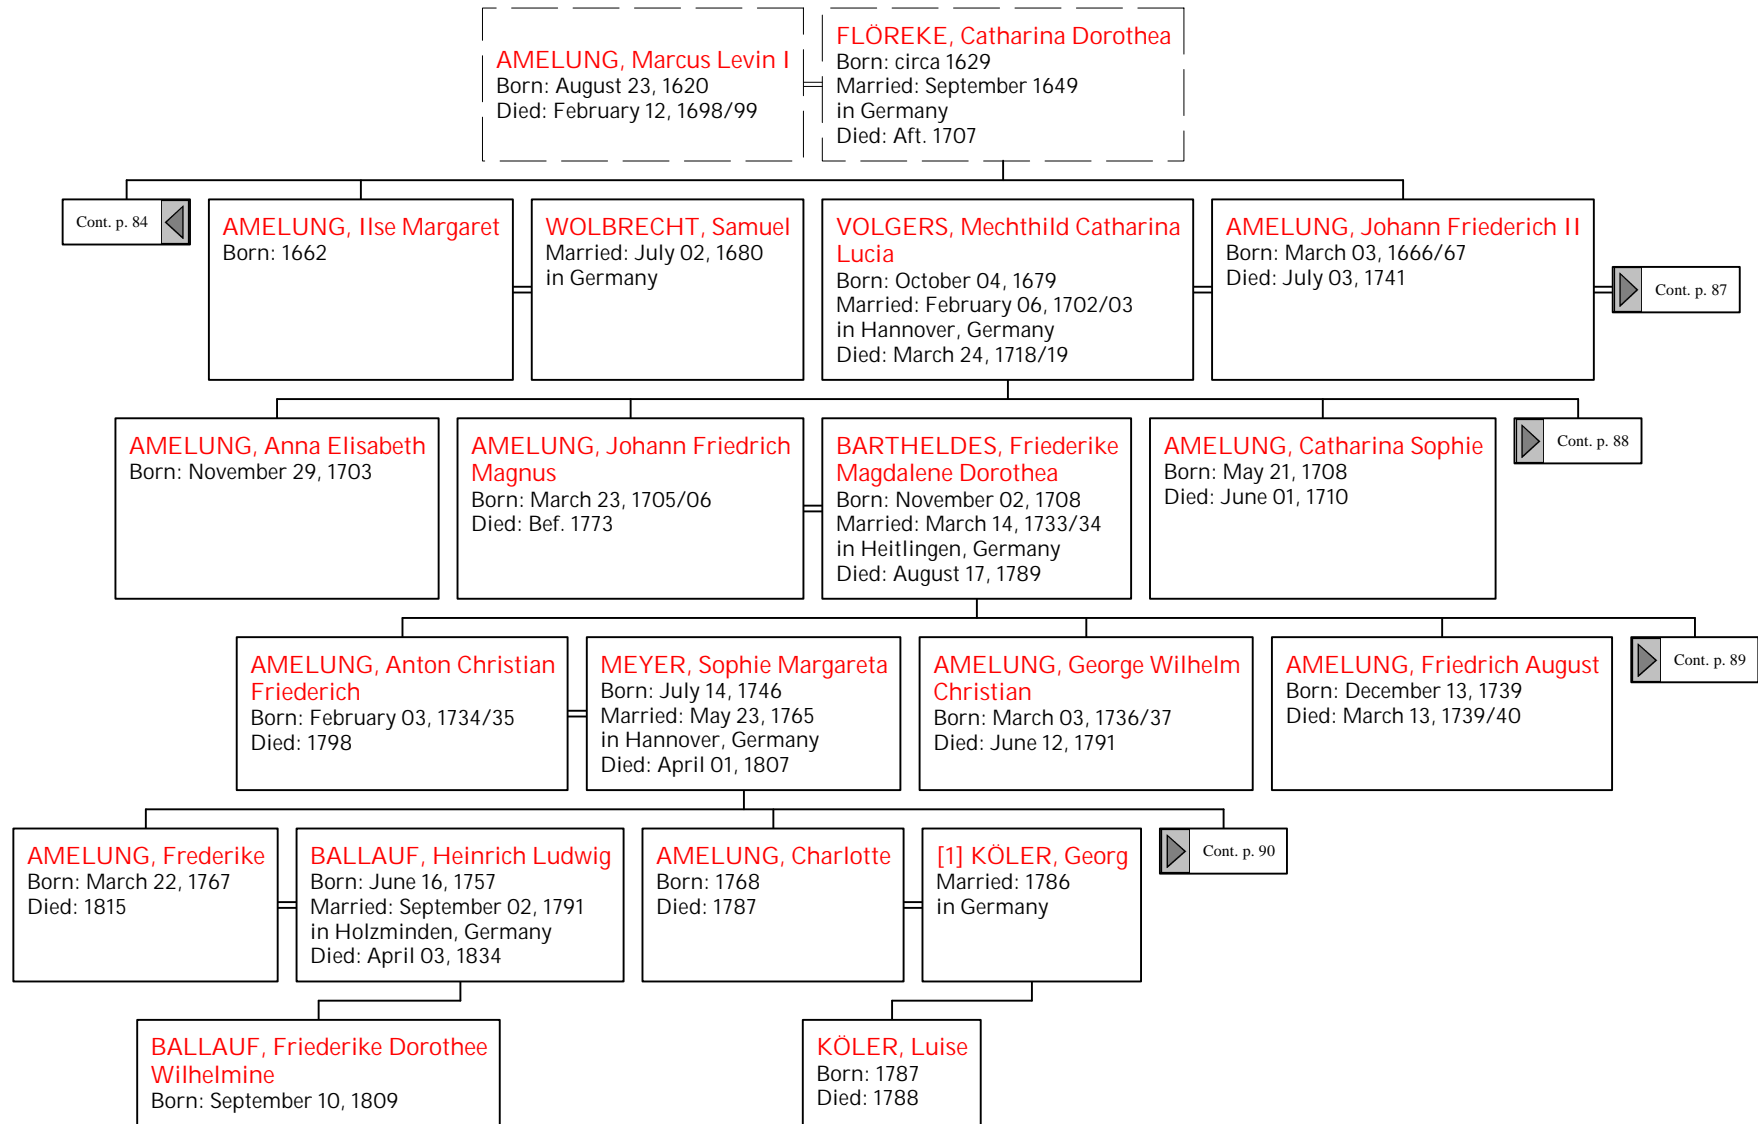 AMELUNG, Marcus Levin I
Born: August 23, 1620
Died: February 12, 1698/99
FLÖREKE, Catharina Dorothea
Born: circa 1629
Married: September 1649
in Germany
Died: Aft. 1707
Cont. p. 84
AMELUNG, Ilse Margaret
Born: 1662
WOLBRECHT, Samuel
Married: July 02, 1680
in Germany
VOLGERS, Mechthild Catharina
Lucia
Born: October 04, 1679
Married: February 06, 1702/03
in Hannover, Germany
Died: March 24, 1718/19
AMELUNG, Johann Friederich II
Born: March 03, 1666/67
Died: July 03, 1741
Cont. p. 87
AMELUNG, Anna Elisabeth
Born: November 29, 1703
AMELUNG, Johann Friedrich
Magnus
Born: March 23, 1705/06
Died: Bef. 1773
BARTHELDES, Friederike
Magdalene Dorothea
Born: November 02, 1708
Married: March 14, 1733/34
in Heitlingen, Germany
Died: August 17, 1789
AMELUNG, Catharina Sophie
Born: May 21, 1708
Died: June 01, 1710
Cont. p. 88
AMELUNG, Anton Christian
Friederich
Born: February 03, 1734/35
Died: 1798
MEYER, Sophie Margareta
Born: July 14, 1746
Married: May 23, 1765
in Hannover, Germany
Died: April 01, 1807
AMELUNG, George Wilhelm
Christian
Born: March 03, 1736/37
Died: June 12, 1791
AMELUNG, Friedrich August
Born: December 13, 1739
Died: March 13, 1739/40
Cont. p. 89
AMELUNG, Frederike
Born: March 22, 1767
Died: 1815
BALLAUF, Heinrich Ludwig
Born: June 16, 1757
Married: September 02, 1791
in Holzminden, Germany
Died: April 03, 1834
AMELUNG, Charlotte
Born: 1768
Died: 1787
[1] KÖLER, Georg
Married: 1786
in Germany
Cont. p. 90
BALLAUF, Friederike Dorothee
Wilhelmine
Born: September 10, 1809
KÖLER, Luise
Born: 1787
Died: 1788